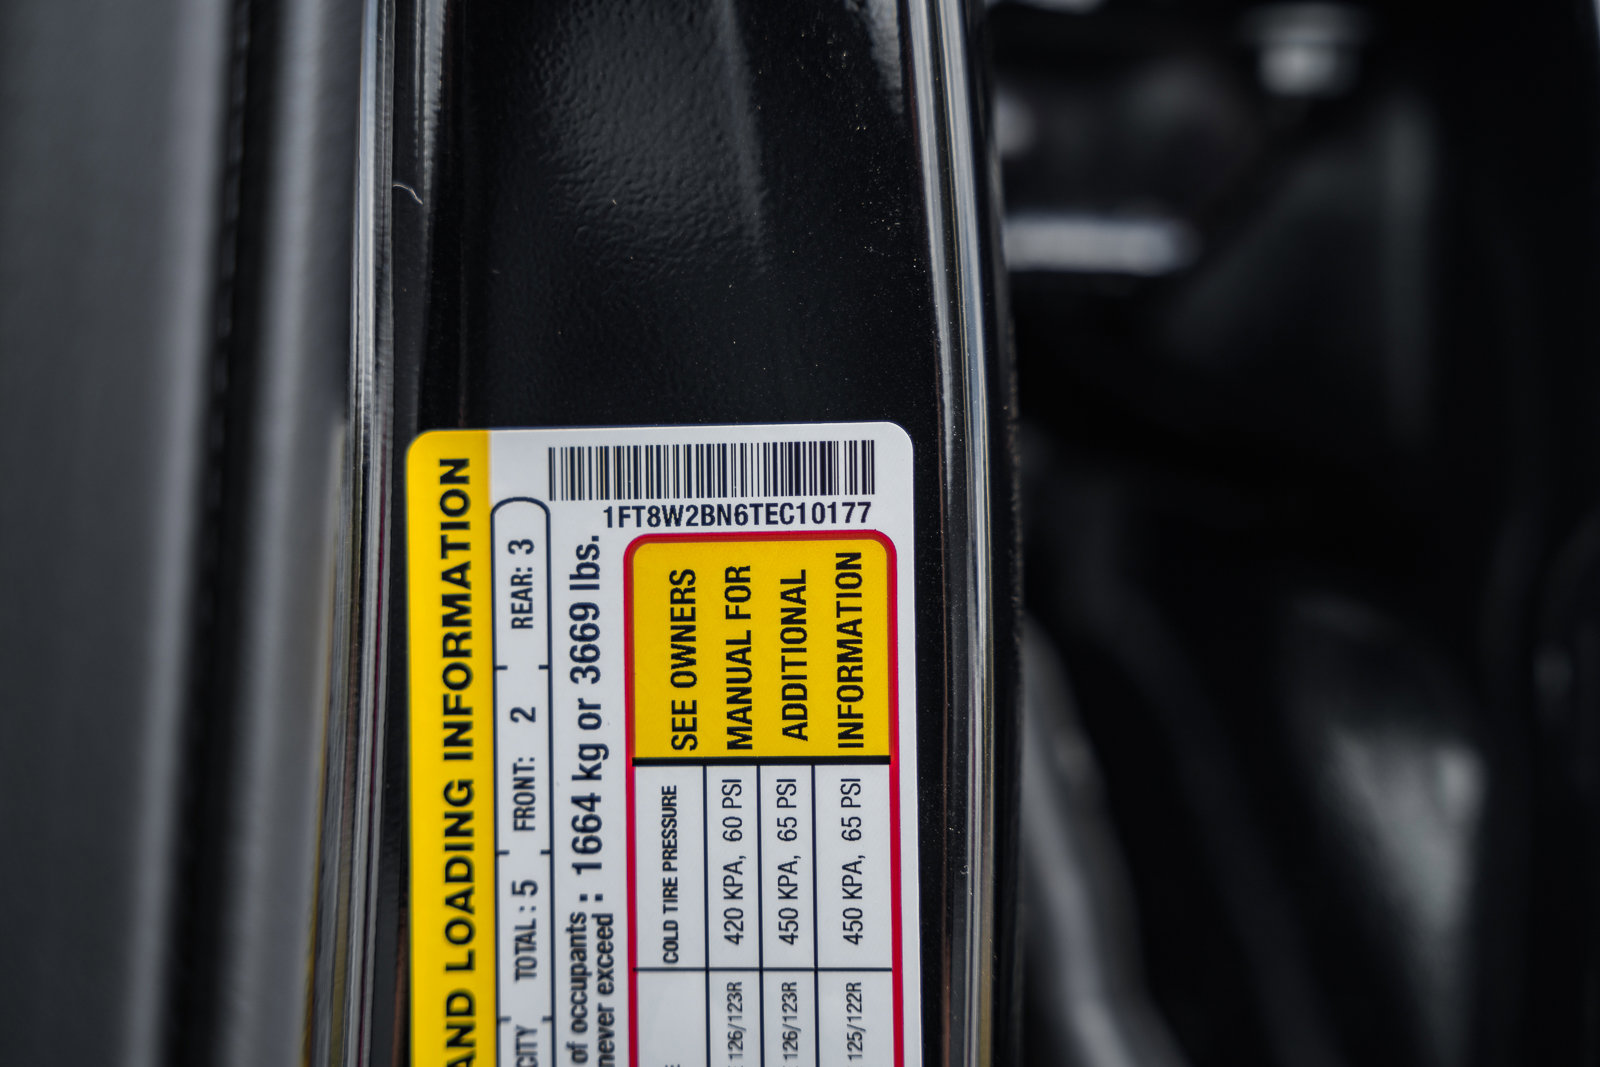 AND LOADING INFORMATION
CITY TOTAL : 5 FRONT: 2 REAR: 3
of occupants
never exceed : 1664 kg or 3669 lbs.
1FT8W2BN6TEC10177
COLD TIRE PRESSURE
126/123R 420 KPA, 60 PSI
126/123R 450 KPA, 65 PSI
125/122R 450 KPA, 65 PSI
SEE OWNERS
MANUAL FOR
ADDITIONAL
INFORMATION